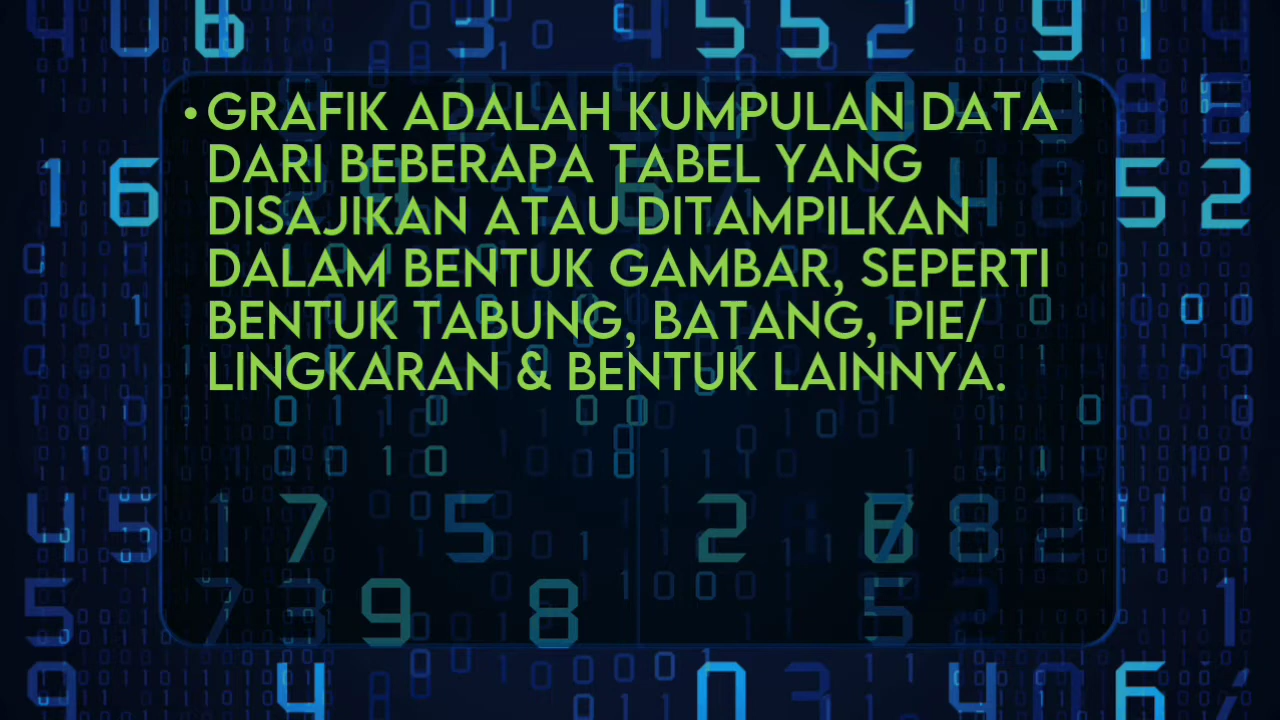 • GRAFIK ADALAH KUMPULAN DATA
DARI BEBERAPA TABEL YANG
DISAJIKAN ATAU DITAMPILKAN
DALAM BENTUK GAMBAR, SEPERTI
BENTUK TABUNG, BATANG, PIE/
LINGKARAN & BENTUK LAINNYA.